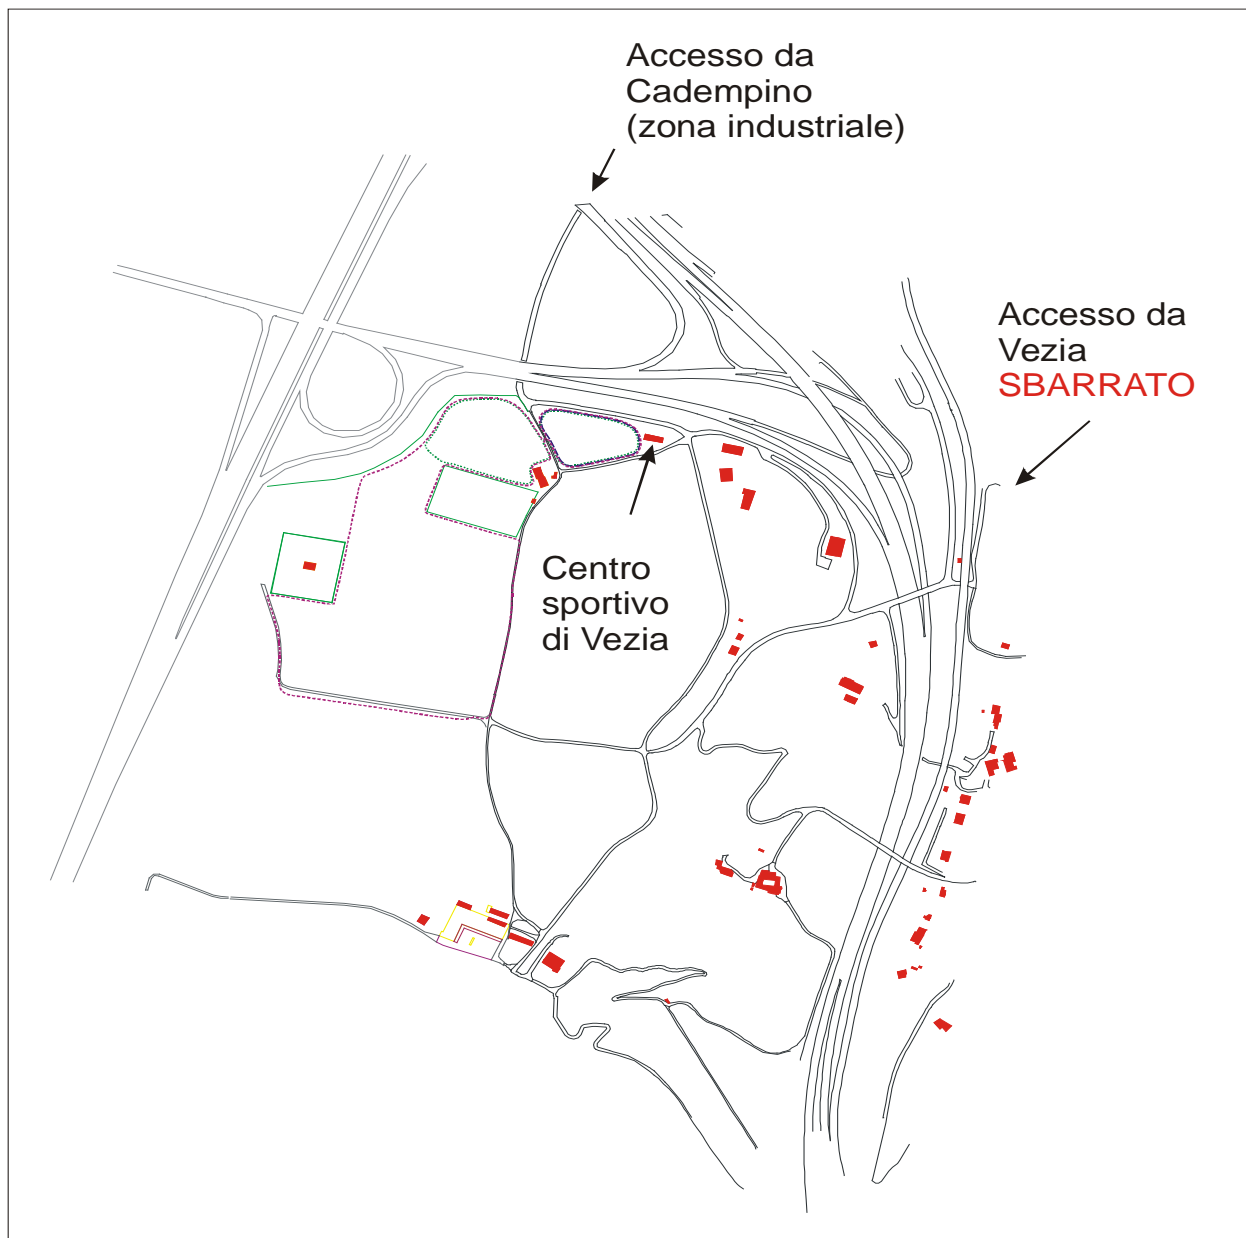 Accesso da
Cadempino
(zona industriale)
Accesso da
Vezia
SBARRATO
Centro
sportivo
di Vezia